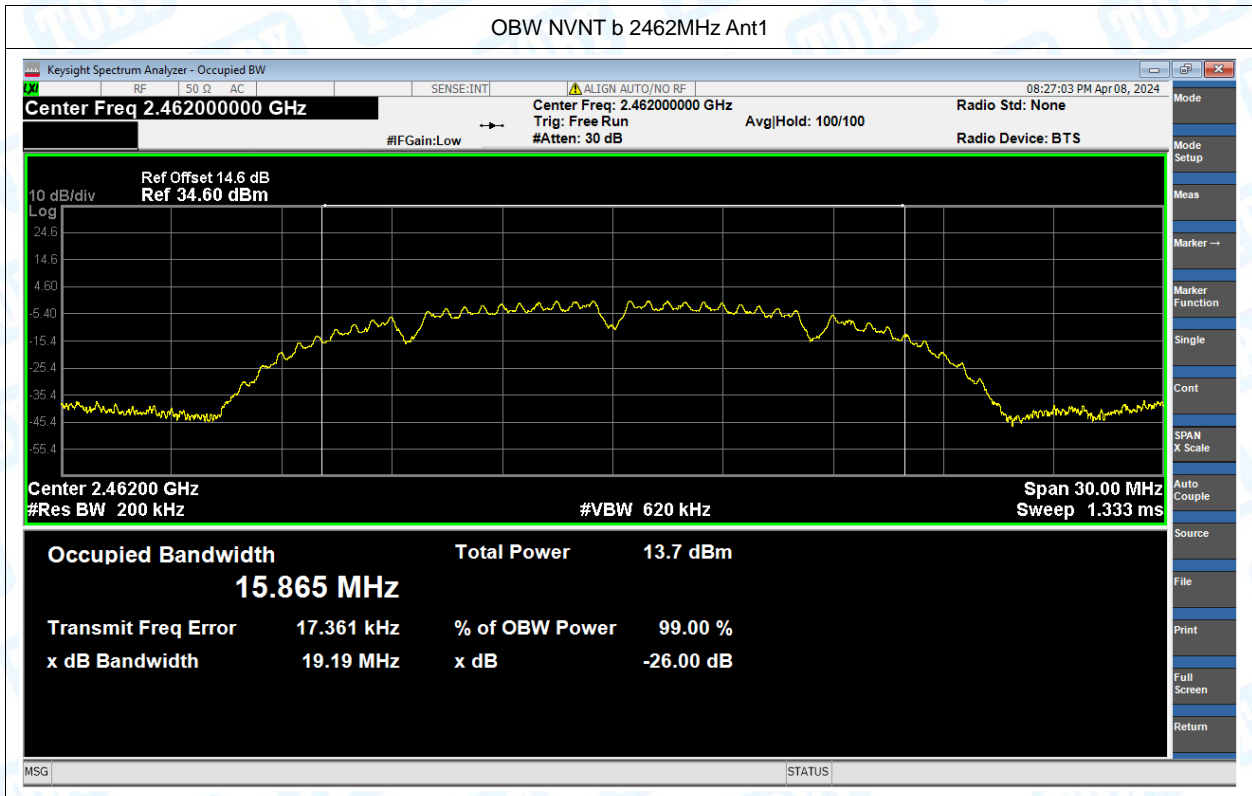 OBW NVNT b 2462MHz Ant1
Keysight Spectrum Analyzer - Occupied BW
LXI RF 50 Ω AC SENSE:INT ALIGN AUTO/NO RF 08:27:03 PM Apr 08, 2024
Center Freq 2.462000000 GHz
Center Freq: 2.462000000 GHz Radio Std: None
Trig: Free Run Avg|Hold: 100/100
#IFGain:Low #Atten: 30 dB Radio Device: BTS
Ref Offset 14.6 dB
10 dB/div Ref 34.60 dBm
Log
24.6
14.6
4.60
-5.40
-15.4
-25.4
-35.4
-45.4
-55.4
Center 2.46200 GHz Span 30.00 MHz
#Res BW 200 kHz #VBW 620 kHz Sweep 1.333 ms
Occupied Bandwidth Total Power 13.7 dBm
15.865 MHz
Transmit Freq Error 17.361 kHz % of OBW Power 99.00 %
x dB Bandwidth 19.19 MHz x dB -26.00 dB
MSG STATUS
Mode
Mode
Setup
Meas
Marker →
Marker
Function
Single
Cont
SPAN
X Scale
Auto
Couple
Source
File
Print
Full
Screen
Return
TOBY
TOBY
TOBY
TOBY